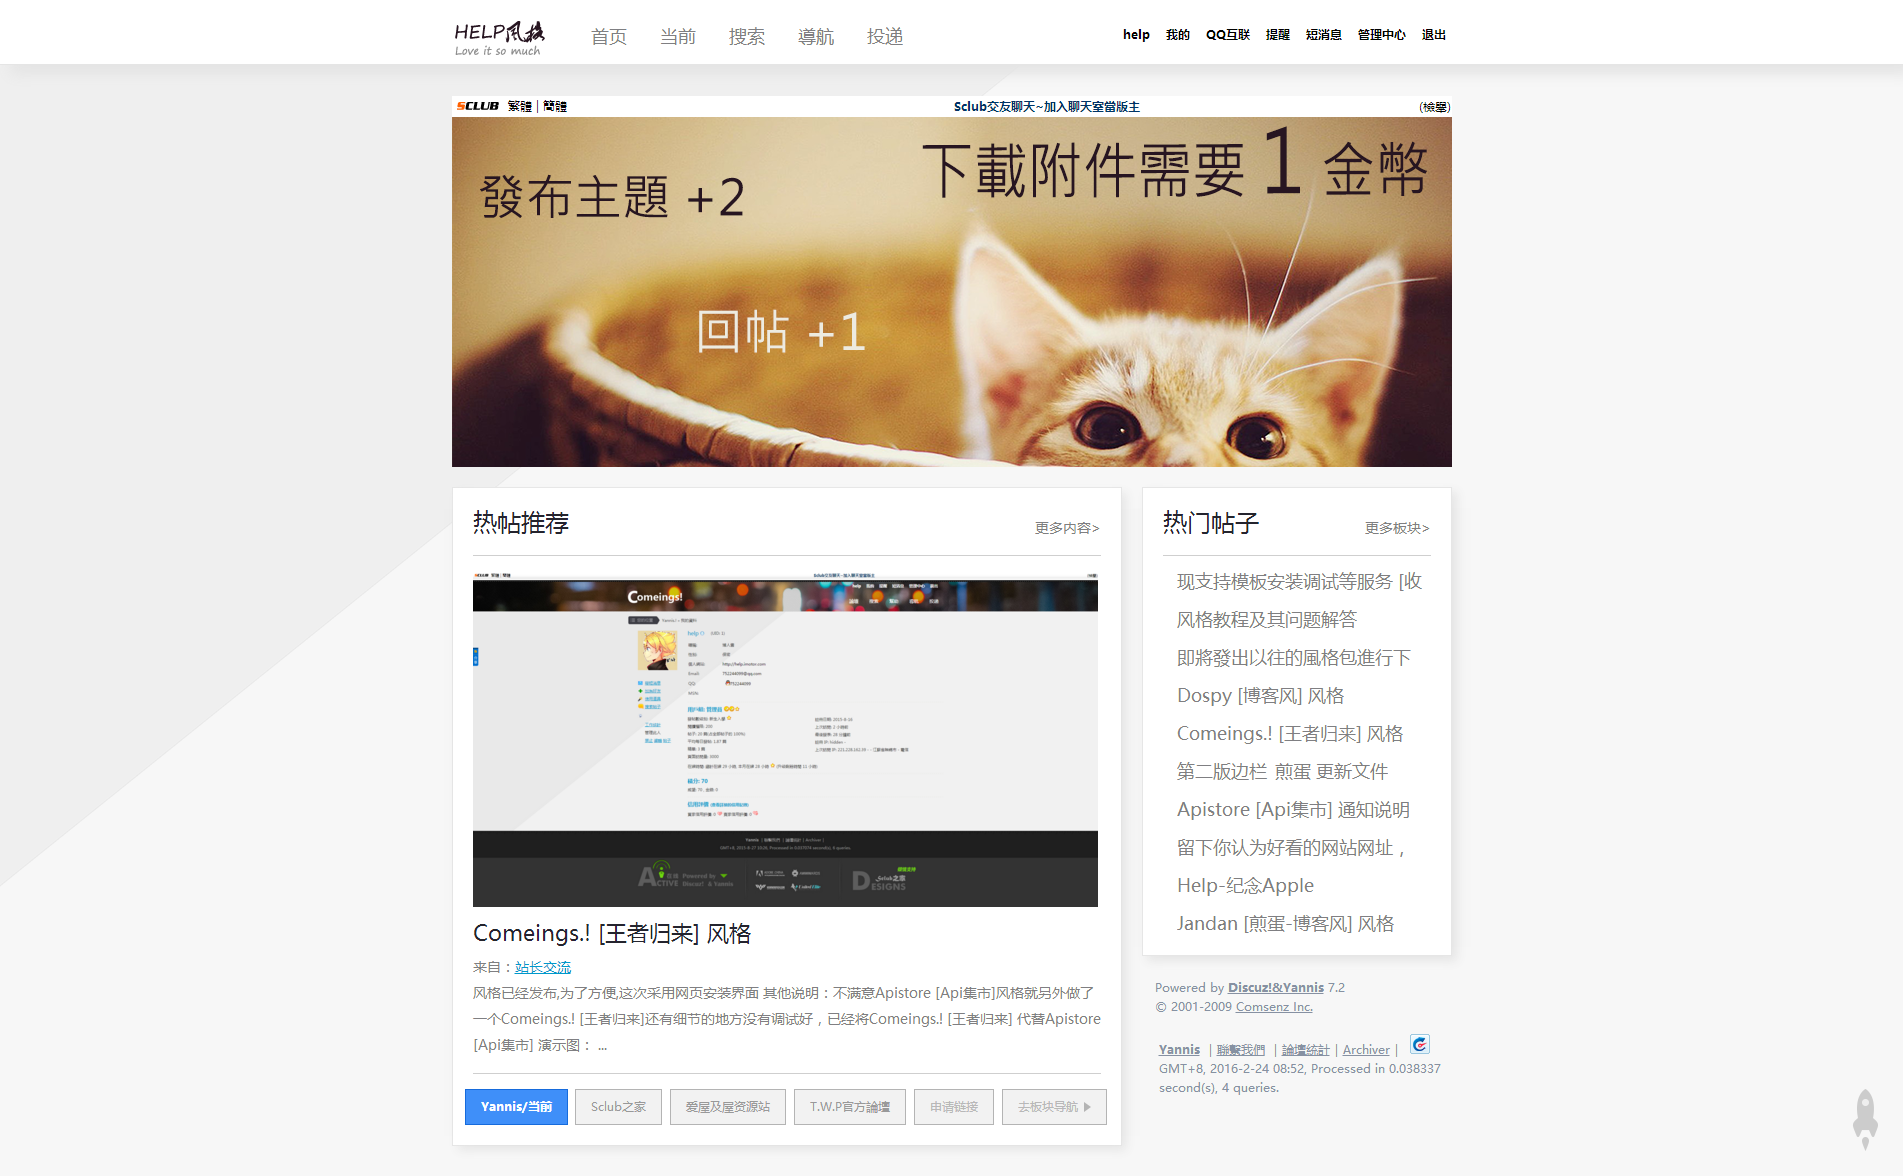 HELP风格
Love it so much
首页 当前 搜索 導航 投递
help 我的 QQ互联 提醒 短消息 管理中心 退出
SCLUB 繁體 | 簡體
Sclub交友聊天~加入聊天室當版主
(檢舉)
發布主題 +2
下載附件需要 1 金幣
回帖 +1
热帖推荐
更多内容>
Comeings!
Comeings.! [王者归来] 风格
来自：站长交流
风格已经发布,为了方便,这次采用网页安装界面 其他说明：不满意Apistore [Api集市]风格就另外做了
一个Comeings.! [王者归来]还有细节的地方没有调试好，已经将Comeings.! [王者归来] 代替Apistore
[Api集市] 演示图： ...
Yannis/当前 Sclub之家 爱屋及屋资源站 T.W.P官方論壇 申请链接 去板块导航
热门帖子
更多板块>
现支持模板安装调试等服务 [收
风格教程及其问题解答
即將發出以往的風格包進行下
Dospy [博客风] 风格
Comeings.! [王者归来] 风格
第二版边栏 煎蛋 更新文件
Apistore [Api集市] 通知说明
留下你认为好看的网站网址，
Help-纪念Apple
Jandan [煎蛋-博客风] 风格
Powered by Discuz!&Yannis 7.2
© 2001-2009 Comsenz Inc.
Yannis | 聯繫我們 | 論壇統計 | Archiver |
GMT+8, 2016-2-24 08:52, Processed in 0.038337
second(s), 4 queries.